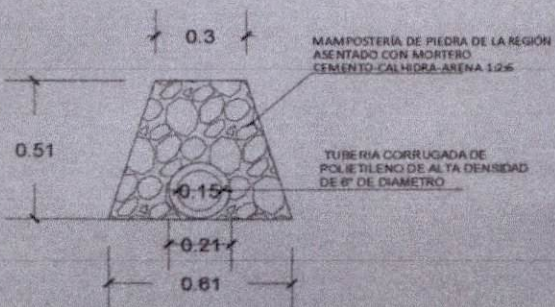 0.3
MAMPOSTERÍA DE PIEDRA DE LA REGIÓN
ASENTADO CON MORTERO
CEMENTO-CALHIDRA-ARENA 1:2:6
0.51
TUBERIA CORRUGADA DE
POLIETILENO DE ALTA DENSIDAD
DE 6" DE DIAMETRO
0.15
0.21
0.61